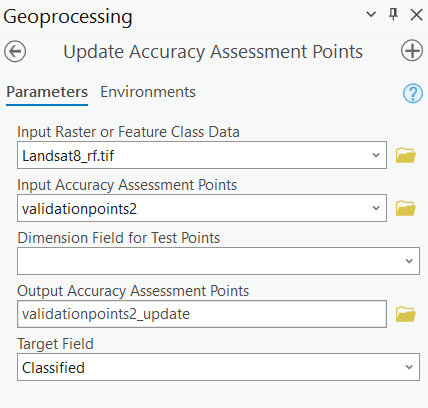 Geoprocessing
Update Accuracy Assessment Points
Parameters Environments
Input Raster or Feature Class Data
Landsat8_rf.tif
Input Accuracy Assessment Points
validationpoints2
Dimension Field for Test Points
Output Accuracy Assessment Points
validationpoints2_update
Target Field
Classified